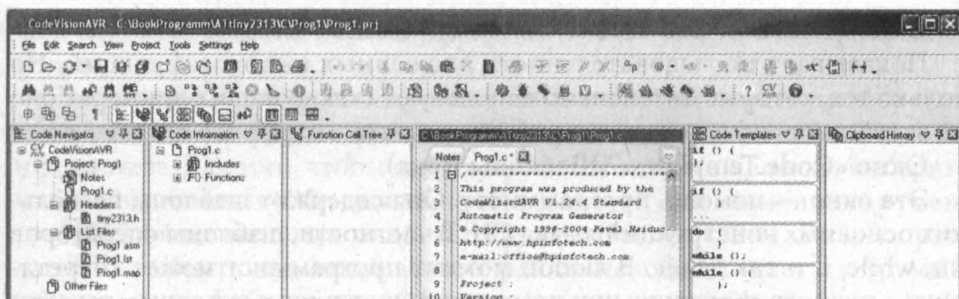 CodeVisionAVR - C:\BookProgramm\ATtiny2313\C\Prog1\Prog1.prj
File Edit Search View Project Tools Settings Help
Code Navigator
CodeVisionAVR
Project: Prog1
Notes
Prog1.c
Headers
tiny2313.h
List Files
Prog1.asm
Prog1.lst
Prog1.map
Other Files
Code Information
Prog1.c
Includes
Functions
Function Call Tree
C:\BookProgramm\ATtiny2313\C\Prog1\Prog1.c
Notes Prog1.c *
1
2 This program was produced by the
3 CodeWizardAVR V1.24.4 Standard
4 Automatic Program Generator
5 © Copyright 1998-2004 Pavel Haiduc
6 http://www.hpinfotech.com
7 e-mail:office@hpinfotech.com
8
9 Project :
10 Version
Code Templates
if () {
};
if () {
do
while ();
while () {
};
Clipboard History